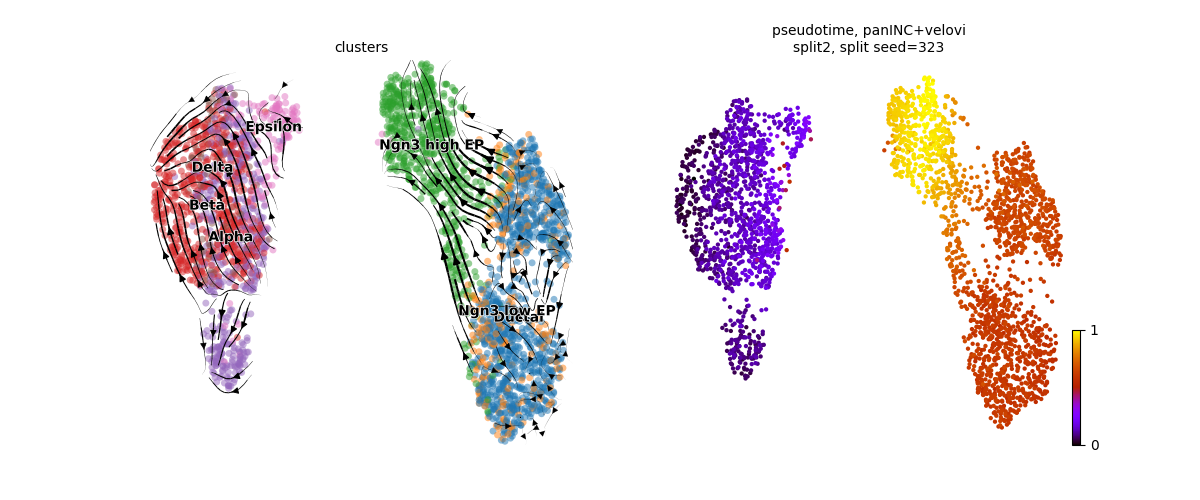 clusters
Epsilon
Delta
Beta
Alpha
Ngn3 high EP
Ngn3 low EP
Ductal
pseudotime, panINC+velovi
split2, split seed=323
1
0